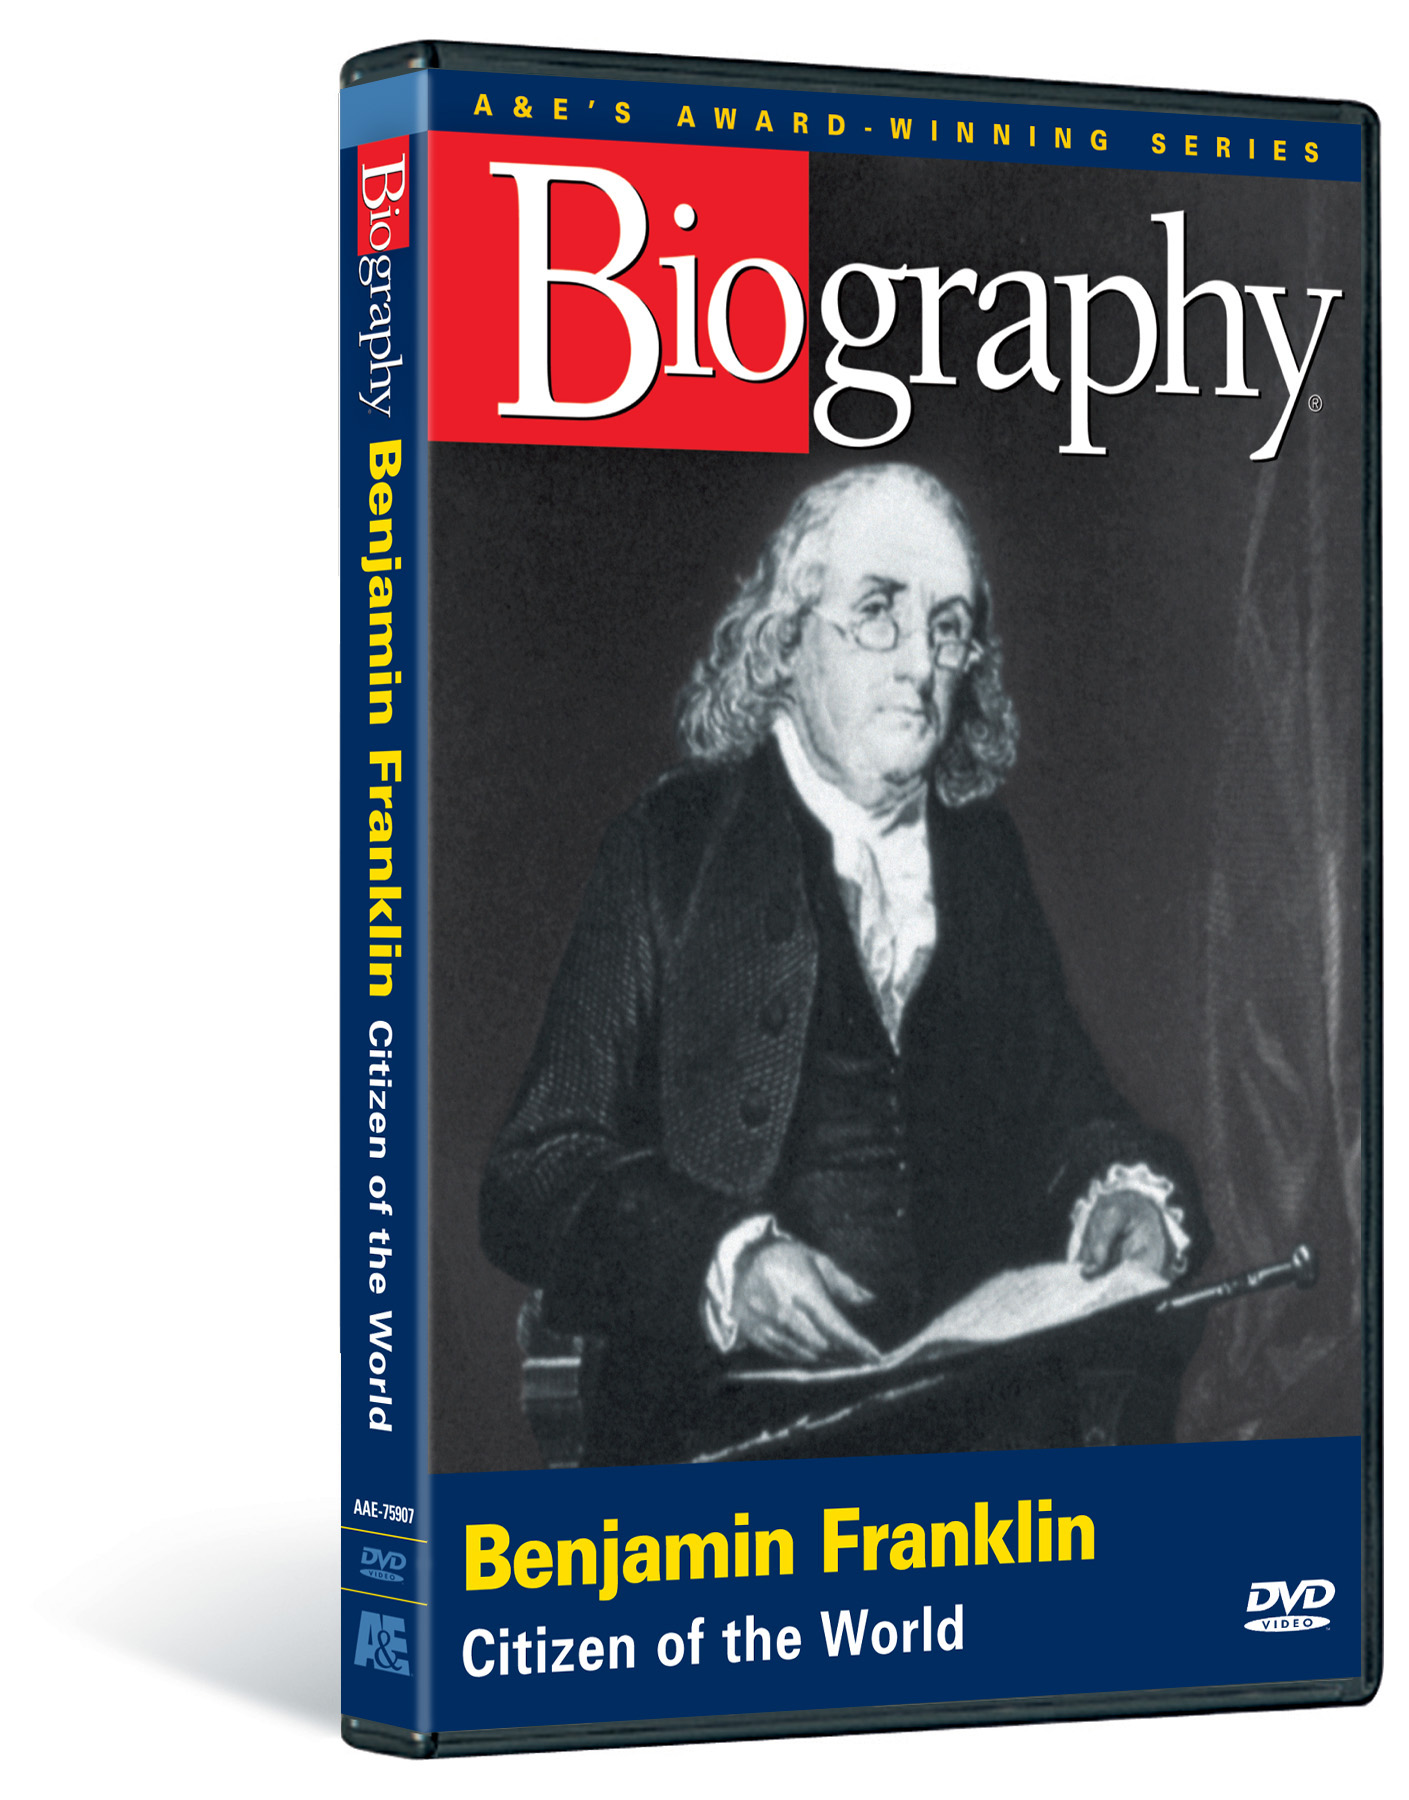 A&E'S AWARD-WINNING SERIES
Biography®
Benjamin Franklin
Citizen of the World
DVD
VIDEO™
Biography®
Benjamin Franklin Citizen of the World
AAE-75907
DVD
VIDEO
A&E